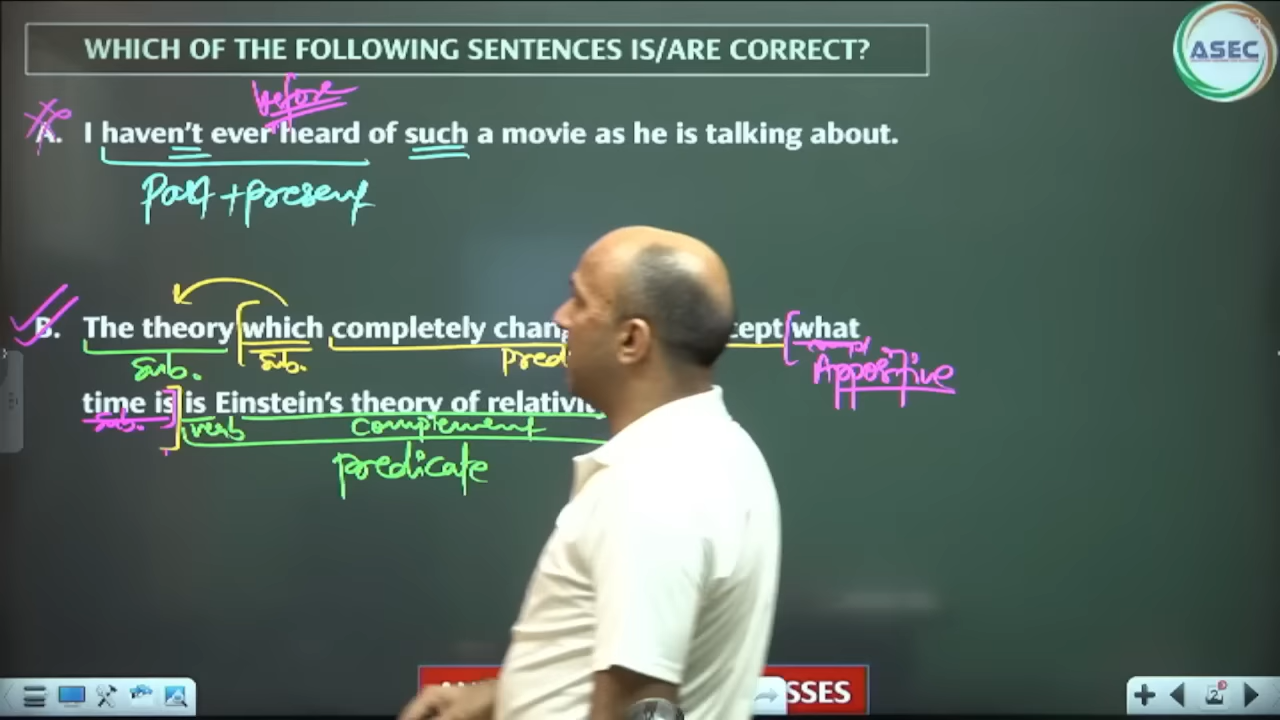 WHICH OF THE FOLLOWING SENTENCES IS/ARE CORRECT?
ASEC
before
A. I haven't ever heard of such a movie as he is talking about.
Past + present
B. The theory which completely cept what
sub. sub. pred Appositive
time is is Einstein's theory of
sub. verb complement
predicate
SSES
2